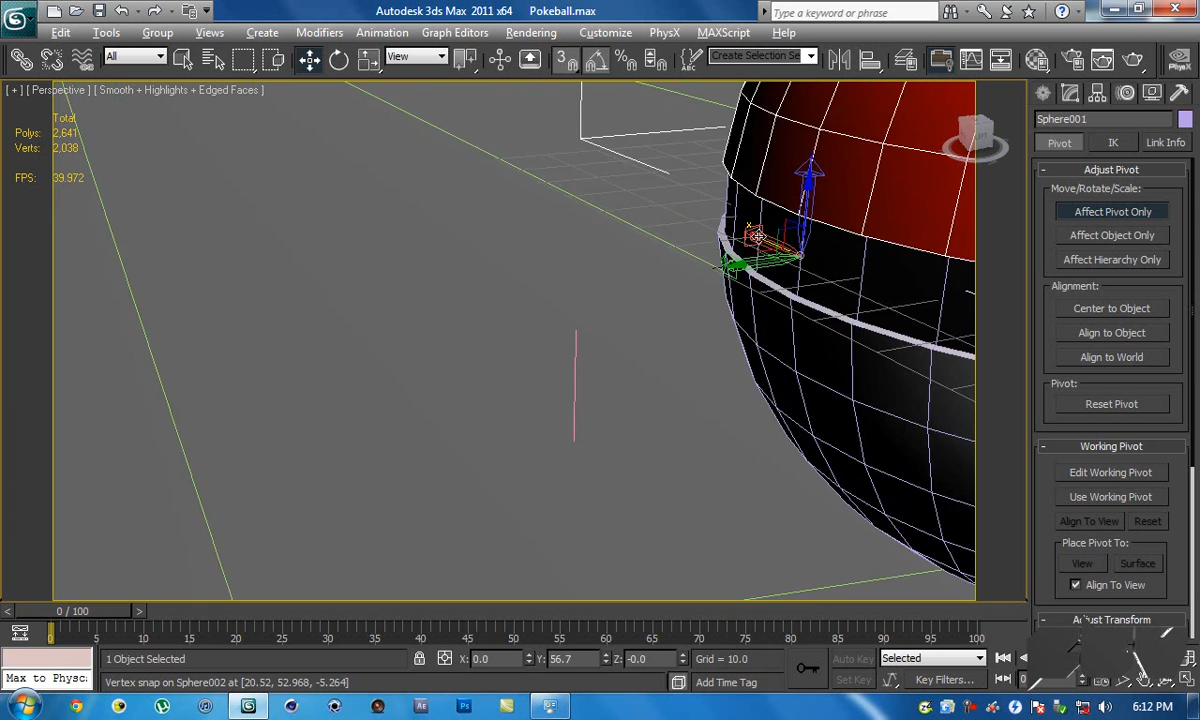 Autodesk 3ds Max 2011 x64 Pokeball.max
Type a keyword or phrase
Edit Tools Group Views Create Modifiers Animation Graph Editors Rendering Customize PhysX MAXScript Help
All View 3 Create Selection Se PhysX
[ + ] [ Perspective ] [ Smooth + Highlights + Edged Faces ]
Total
Polys: 2,641
Verts: 2,038
FPS: 39.972
x
Sphere001
Pivot IK Link Info
- Adjust Pivot
Move/Rotate/Scale:
Affect Pivot Only
Affect Object Only
Affect Hierarchy Only
Alignment:
Center to Object
Align to Object
Align to World
Pivot:
Reset Pivot
- Working Pivot
Edit Working Pivot
Use Working Pivot
Align To View Reset
Place Pivot To:
View Surface
Align To View
- Adjust Transform
< 0 / 100 >
0 5 10 15 20 25 30 35 40 45 50 55 60 65 70 75 80 85 90 95 100
1 Object Selected X: 0.0 Y: 56.7 Z: -0.0 Grid = 10.0 Auto Key Selected
Max to Physc Vertex snap on Sphere002 at [20.52, 52.968, -5.264] Add Time Tag Set Key Key Filters... 0
Ae Ps 6:12 PM